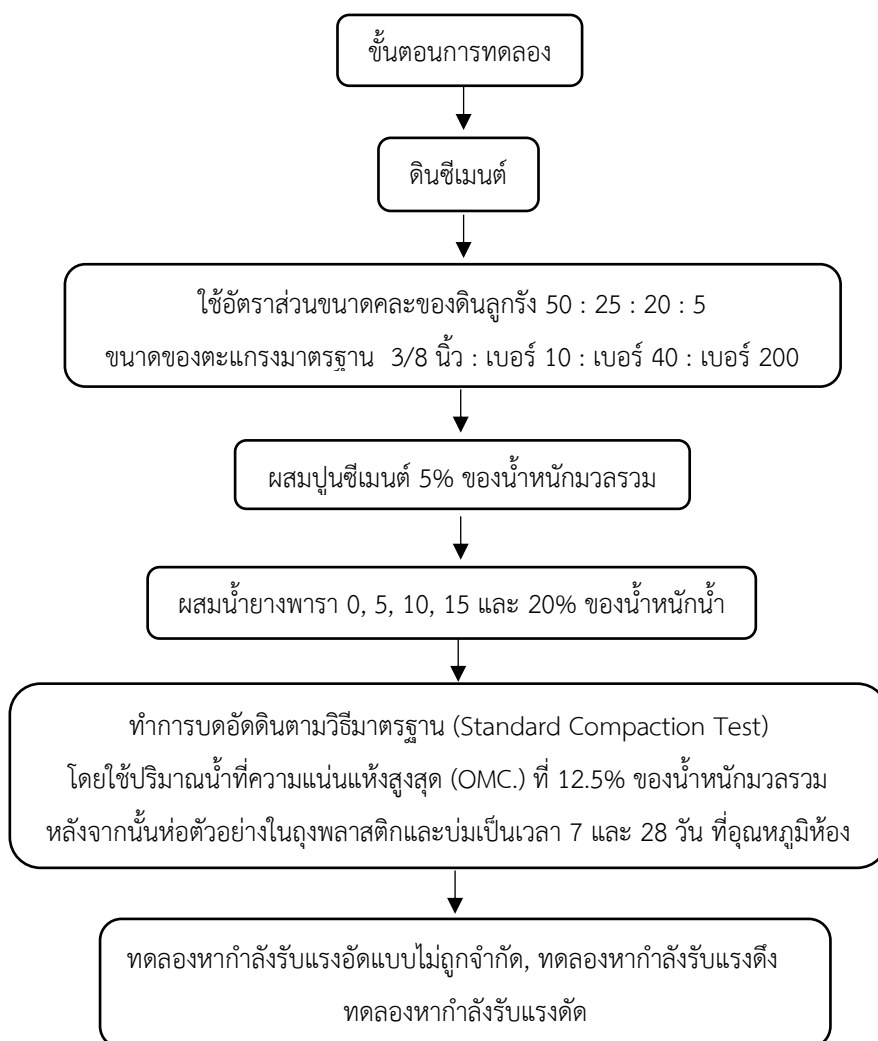 ขั้นตอนการทดลอง
ดินซีเมนต์
ใช้อัตราส่วนขนาดคละของดินลูกรัง 50 : 25 : 20 : 5
ขนาดของตะแกรงมาตรฐาน 3/8 นิ้ว : เบอร์ 10 : เบอร์ 40 : เบอร์ 200
ผสมปูนซีเมนต์ 5% ของน้ำหนักมวลรวม
ผสมน้ำยางพารา 0, 5, 10, 15 และ 20% ของน้ำหนักน้ำ
ทำการบดอัดดินตามวิธีมาตรฐาน (Standard Compaction Test)
โดยใช้ปริมาณน้ำที่ความแน่นแห้งสูงสุด (OMC.) ที่ 12.5% ของน้ำหนักมวลรวม
หลังจากนั้นห่อตัวอย่างในถุงพลาสติกและบ่มเป็นเวลา 7 และ 28 วัน ที่อุณหภูมิห้อง
ทดลองหากำลังรับแรงอัดแบบไม่ถูกจำกัด, ทดลองหากำลังรับแรงดึง
ทดลองหากำลังรับแรงดัด